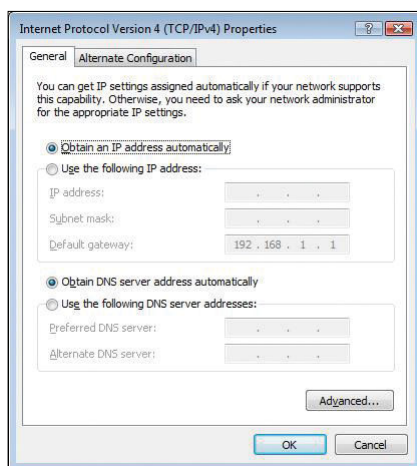 Internet Protocol Version 4 (TCP/IPv4) Properties
General
Alternate Configuration
You can get IP settings assigned automatically if your network supports
this capability. Otherwise, you need to ask your network administrator
for the appropriate IP settings.
Obtain an IP address automatically
Use the following IP address:
IP address: . . .
Subnet mask: . . .
Default gateway: 192 . 168 . 1 . 1
Obtain DNS server address automatically
Use the following DNS server addresses:
Preferred DNS server: . . .
Alternate DNS server: . . .
Advanced...
OK
Cancel